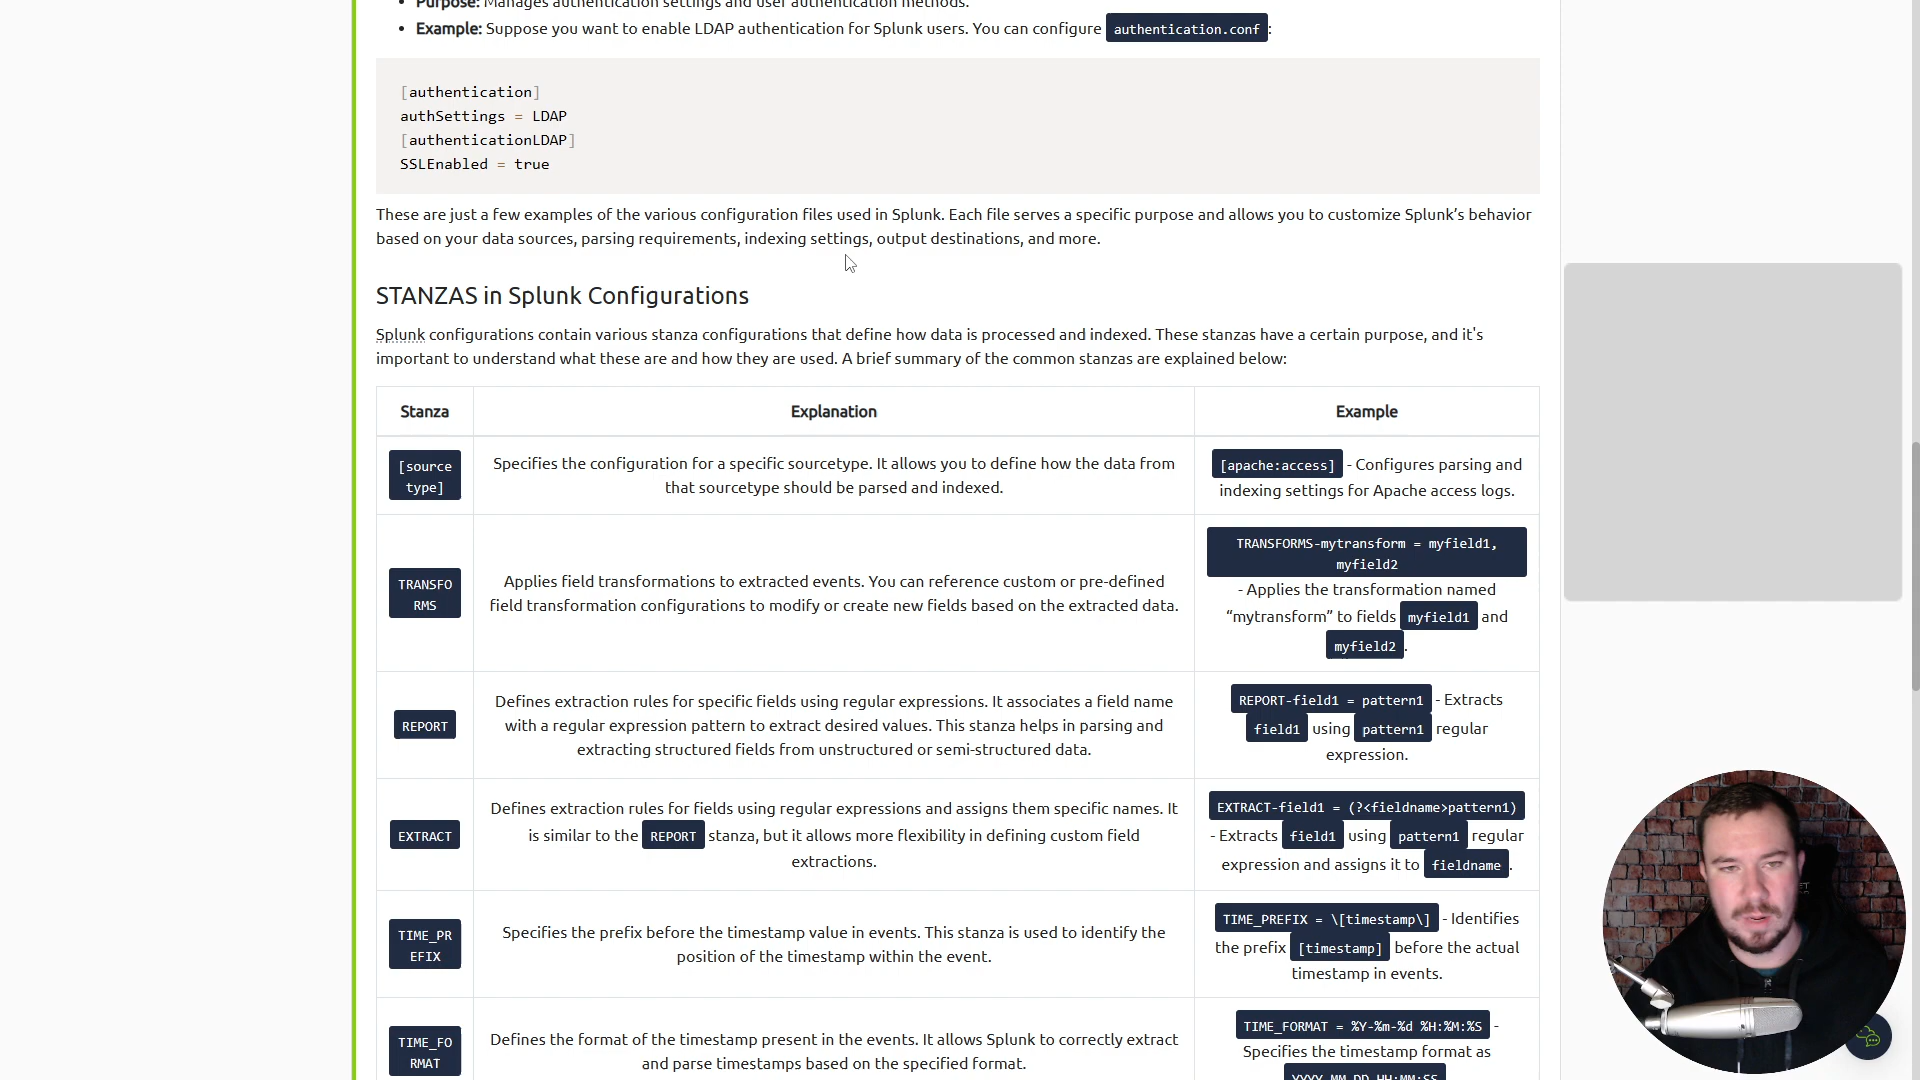 Purpose: Manages authentication settings and user authentication methods.
Example: Suppose you want to enable LDAP authentication for Splunk users. You can configure authentication.conf:
[authentication]
authSettings = LDAP
[authenticationLDAP]
SSLEnabled = true
These are just a few examples of the various configuration files used in Splunk. Each file serves a specific purpose and allows you to customize Splunk’s behavior
based on your data sources, parsing requirements, indexing settings, output destinations, and more.
STANZAS in Splunk Configurations
Splunk configurations contain various stanza configurations that define how data is processed and indexed. These stanzas have a certain purpose, and it's
important to understand what these are and how they are used. A brief summary of the common stanzas are explained below:
Stanza
Explanation
Example
[source
type]
Specifies the configuration for a specific sourcetype. It allows you to define how the data from
that sourcetype should be parsed and indexed.
[apache:access] - Configures parsing and
indexing settings for Apache access logs.
TRANSFO
RMS
Applies field transformations to extracted events. You can reference custom or pre-defined
field transformation configurations to modify or create new fields based on the extracted data.
TRANSFORMS-mytransform = myfield1,
myfield2
- Applies the transformation named
“mytransform” to fields myfield1 and
myfield2.
REPORT
Defines extraction rules for specific fields using regular expressions. It associates a field name
with a regular expression pattern to extract desired values. This stanza helps in parsing and
extracting structured fields from unstructured or semi-structured data.
REPORT-field1 = pattern1 - Extracts
field1 using pattern1 regular
expression.
EXTRACT
Defines extraction rules for fields using regular expressions and assigns them specific names. It
is similar to the REPORT stanza, but it allows more flexibility in defining custom field
extractions.
EXTRACT-field1 = (?<fieldname>pattern1)
- Extracts field1 using pattern1 regular
expression and assigns it to fieldname.
TIME_PR
EFIX
Specifies the prefix before the timestamp value in events. This stanza is used to identify the
position of the timestamp within the event.
TIME_PREFIX = \[timestamp\] - Identifies
the prefix [timestamp] before the actual
timestamp in events.
TIME_FO
RMAT
Defines the format of the timestamp present in the events. It allows Splunk to correctly extract
and parse timestamps based on the specified format.
TIME_FORMAT = %Y-%m-%d %H:%M:%S -
Specifies the timestamp format as
YYYY-MM-DD HH:MM:SS